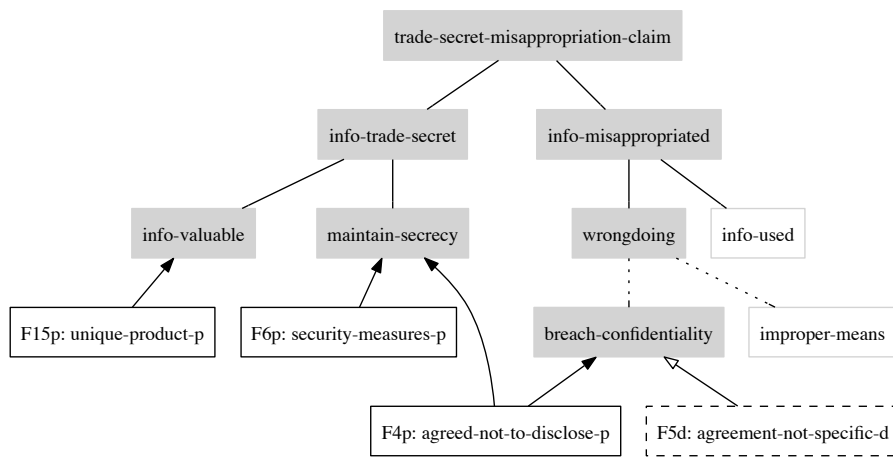 trade-secret-misappropriation-claim
info-trade-secret
info-misappropriated
info-valuable
maintain-secrecy
wrongdoing
info-used
F15p: unique-product-p
F6p: security-measures-p
breach-confidentiality
improper-means
F4p: agreed-not-to-disclose-p
F5d: agreement-not-specific-d